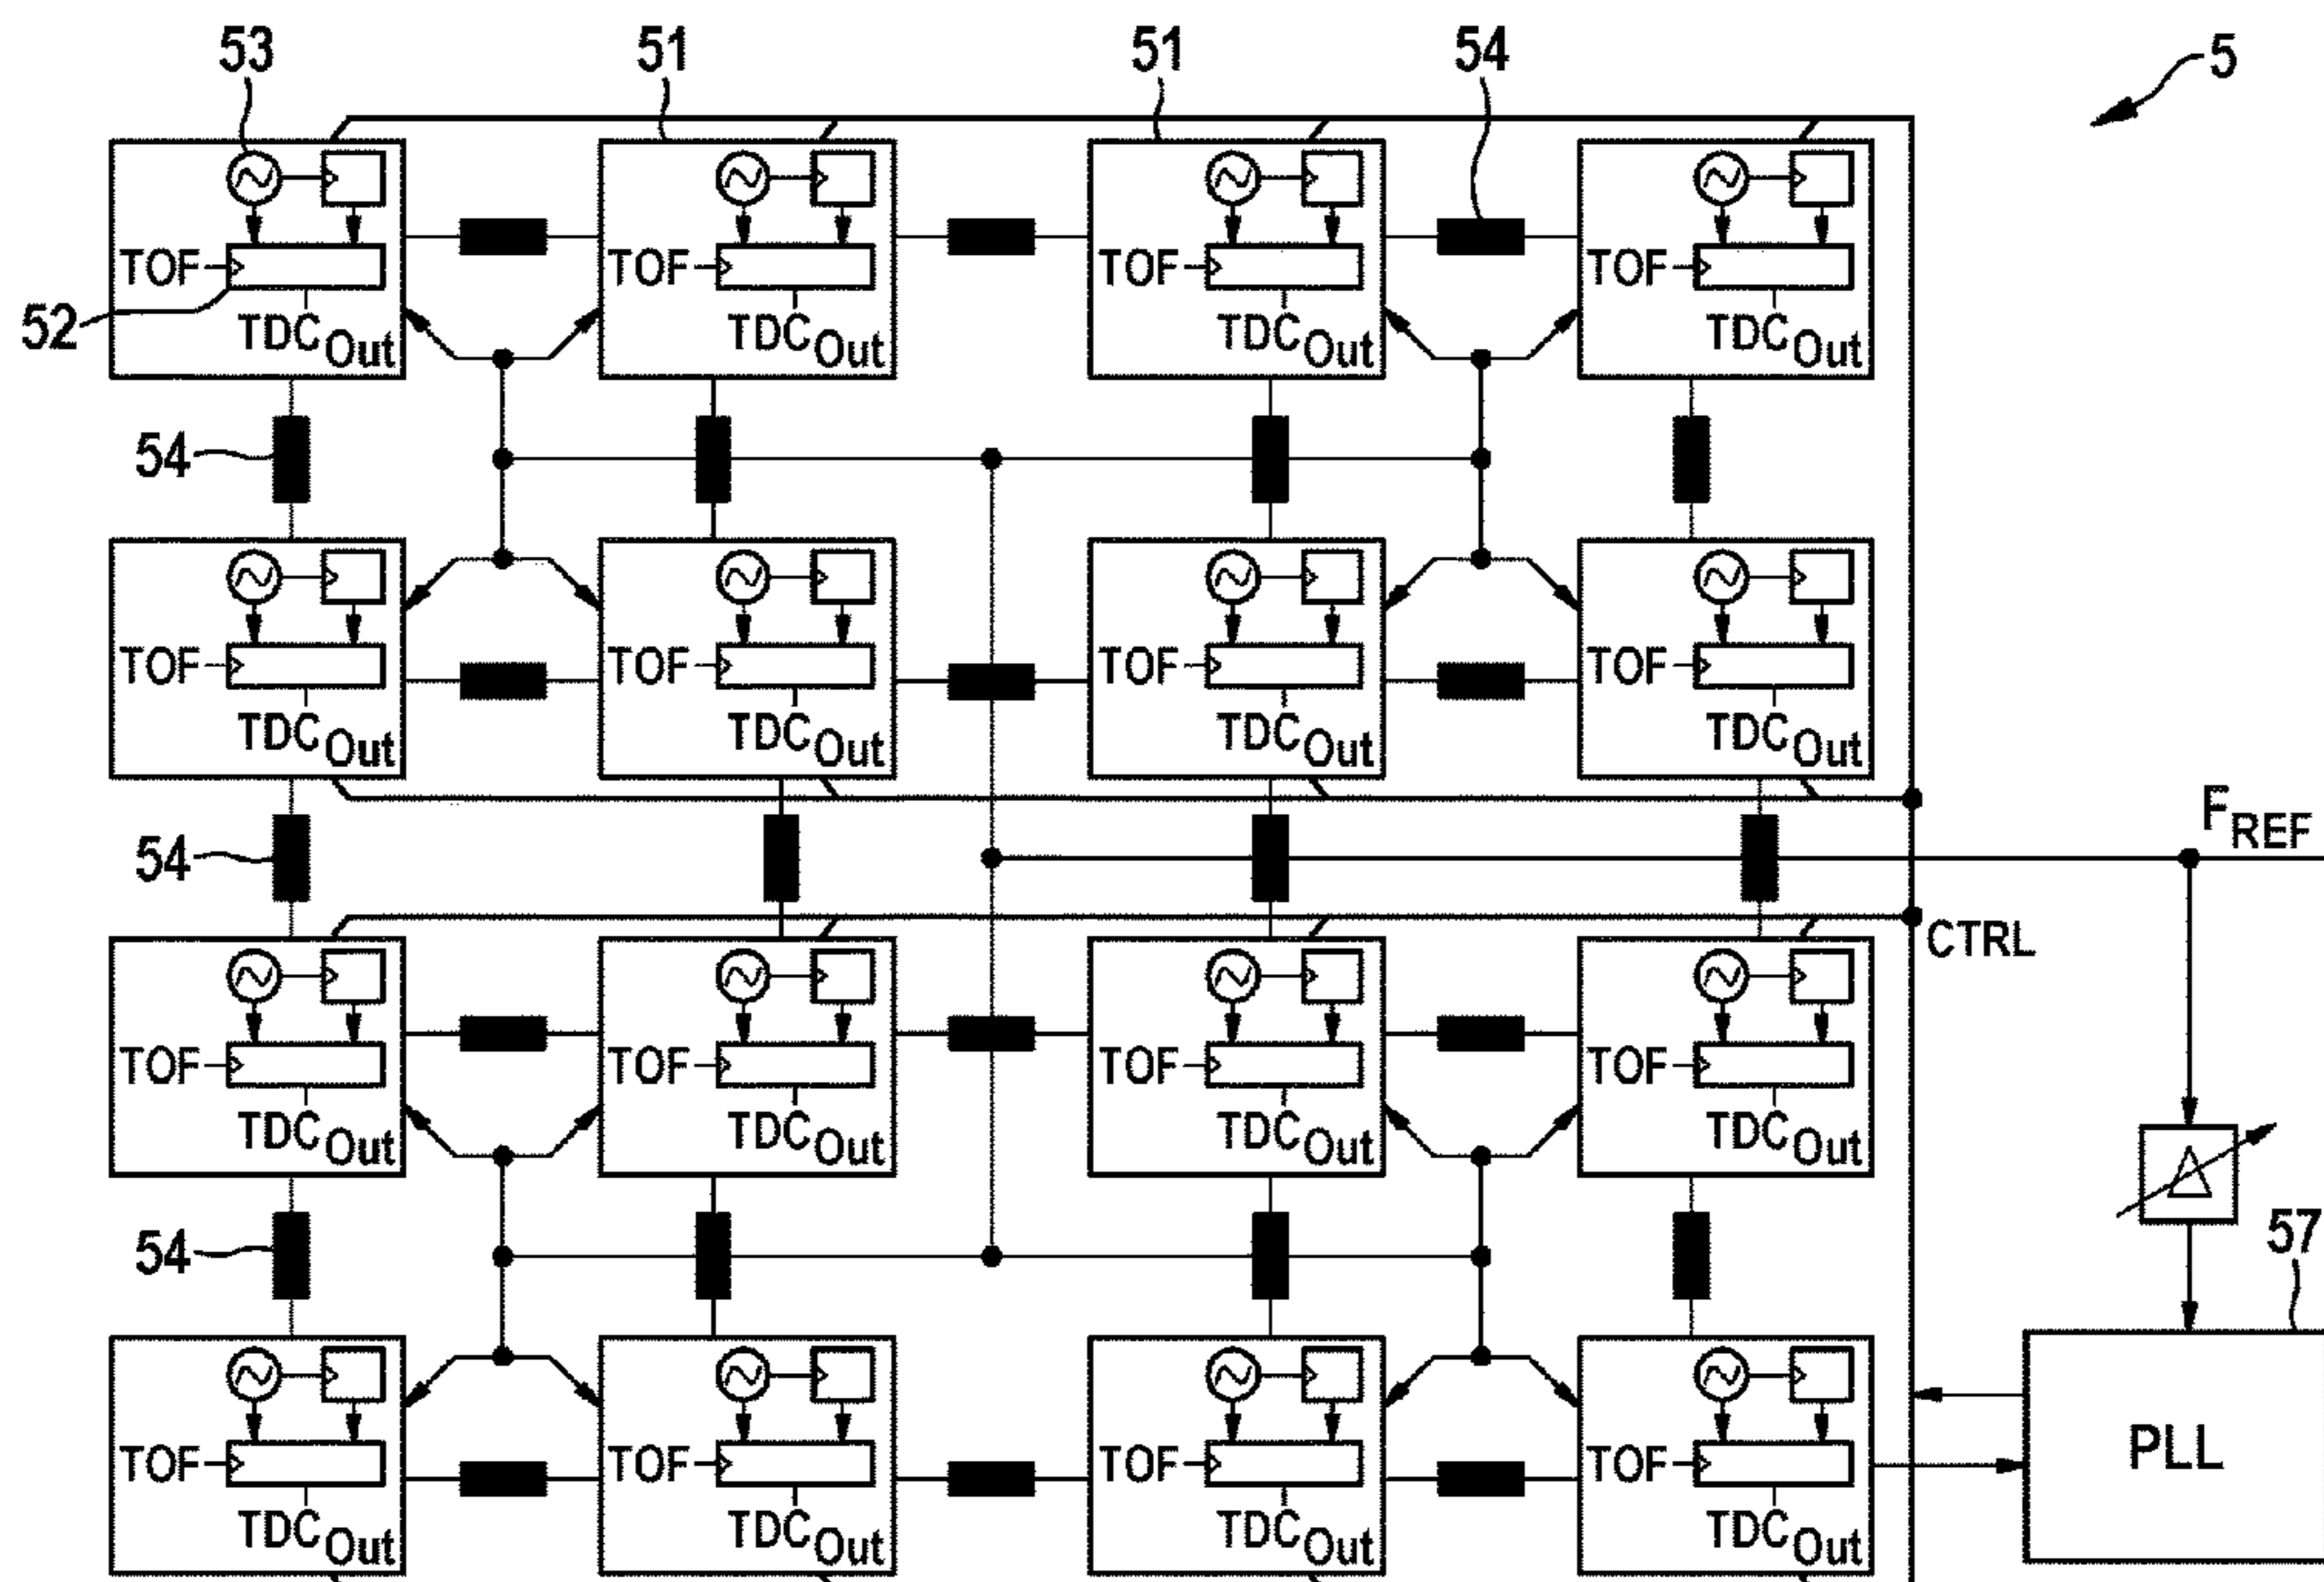 53 51 51 54 5
TOF TOF TOF TOF
52 TDCOut TDCOut TDCOut TDCOut
54
TOF TOF TOF TOF
TDCOut TDCOut TDCOut TDCOut
FREF
54
CTRL
TOF TOF TOF TOF
TDCOut TDCOut TDCOut TDCOut
Δ
54 57
TOF TOF TOF TOF PLL
TDCOut TDCOut TDCOut TDCOut